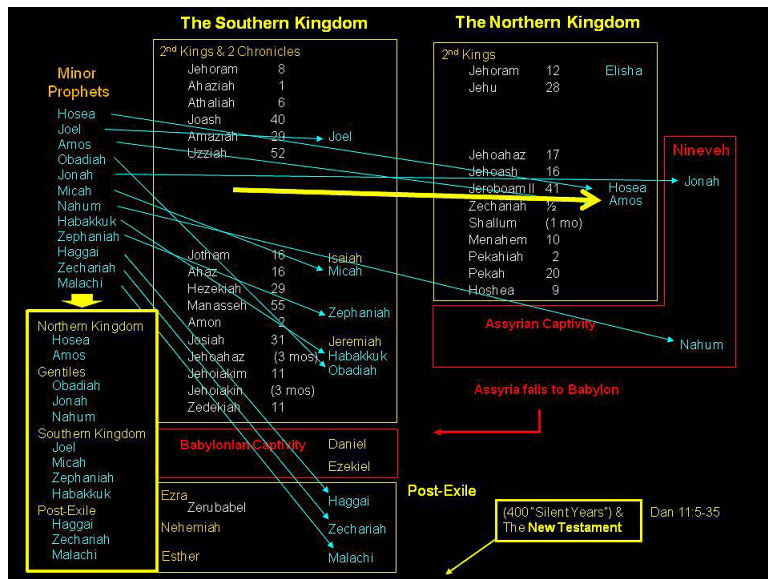 The Southern Kingdom
The Northern Kingdom
Minor
Prophets
Hosea
Joel
Amos
Obadiah
Jonah
Micah
Nahum
Habakkuk
Zephaniah
Haggai
Zechariah
Malachi
Northern Kingdom
Hosea
Amos
Gentiles
Obadiah
Jonah
Nahum
Southern Kingdom
Joel
Micah
Zephaniah
Habakkuk
Post-Exile
Haggai
Zechariah
Malachi
2nd Kings & 2 Chronicles
Jehoram 8
Ahaziah 1
Athaliah 6
Joash 40
Amaziah 29 Joel
Uzziah 52
Jotham 16 Isaiah
Ahaz 16 Micah
Hezekiah 29
Manasseh 55 Zephaniah
Amon 2
Josiah 31 Jeremiah
Jehoahaz (3 mos) Habakkuk
Jehoiakim 11 Obadiah
Jehoiakin (3 mos)
Zedekiah 11
Babylonian Captivity Daniel
Ezekiel
Ezra
Zerubabel
Haggai
Nehemiah Zechariah
Esther Malachi
Post-Exile
2nd Kings
Jehoram 12 Elisha
Jehu 28
Jehoahaz 17
Jehoash 16
Jeroboam II 41 Hosea
Zechariah ½ Amos
Shallum (1 mo)
Menahem 10
Pekahiah 2
Pekah 20
Hoshea 9
Nineveh
Jonah
Assyrian Captivity
Nahum
Assyria falls to Babylon
(400 "Silent Years") &
The New Testament
Dan 11:5-35